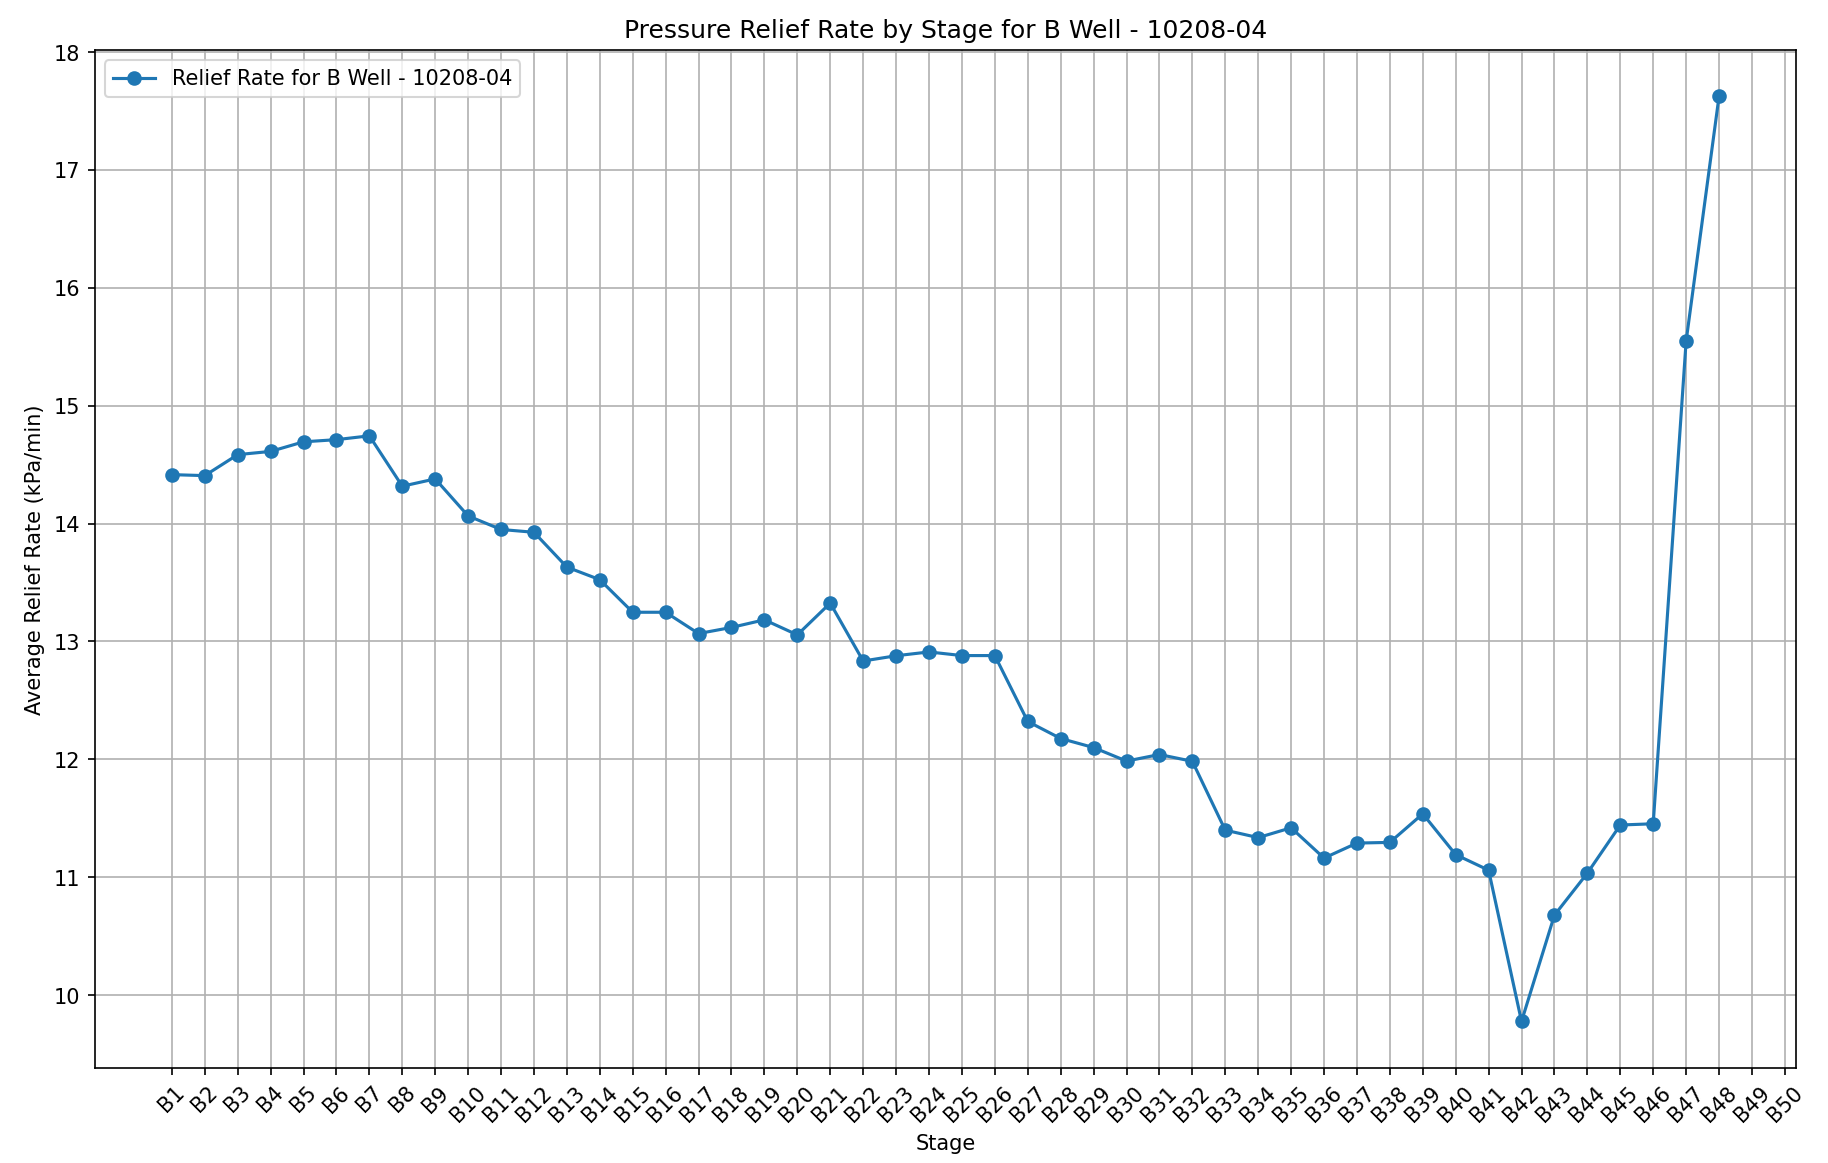 Pressure Relief Rate by Stage for B Well - 10208-04
Relief Rate for B Well - 10208-04
Average Relief Rate (kPa/min)
18
17
16
15
14
13
12
11
10
B1 B2 B3 B4 B5 B6 B7 B8 B9 B10 B11 B12 B13 B14 B15 B16 B17 B18 B19 B20 B21 B22 B23 B24 B25 B26 B27 B28 B29 B30 B31 B32 B33 B34 B35 B36 B37 B38 B39 B40 B41 B42 B43 B44 B45 B46 B47 B48 B49 B50
Stage